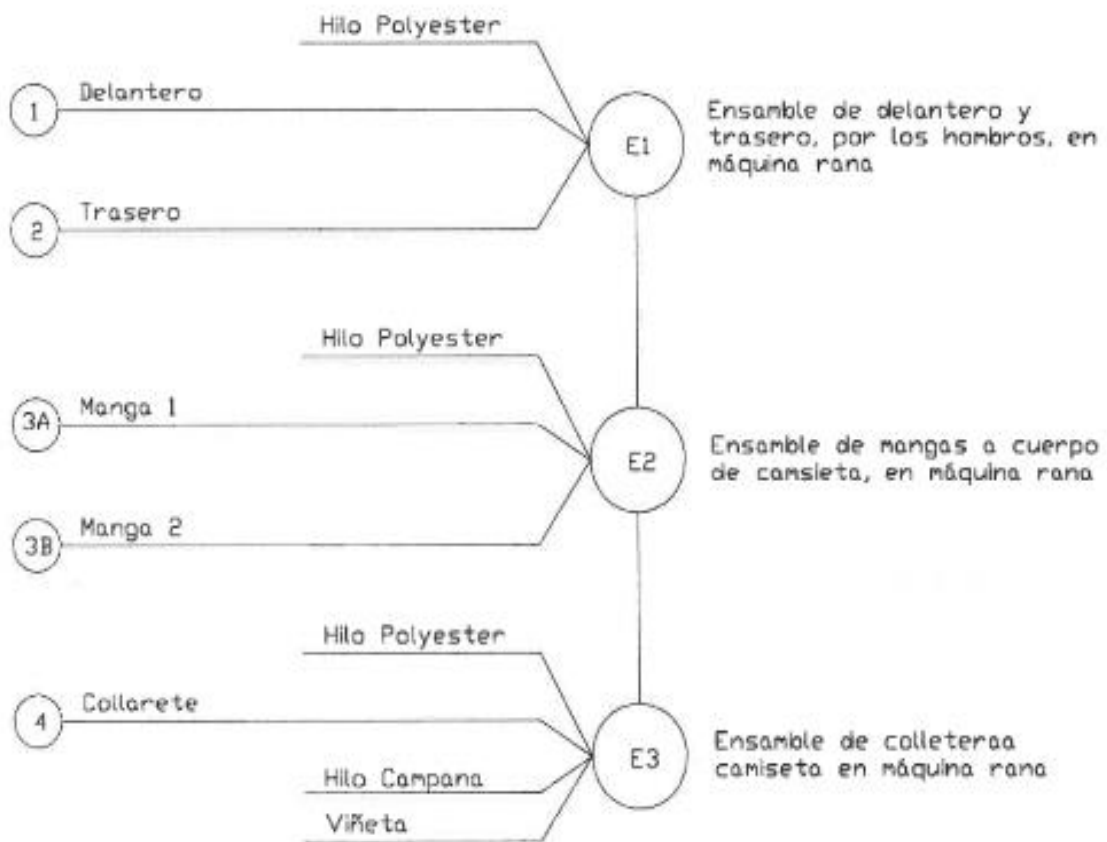 Hilo Polyester
1 Delantero
E1
Ensamble de delantero y
trasero, por los hombros, en
máquina rana
2 Trasero
Hilo Polyester
3A Manga 1
E2
Ensamble de mangas a cuerpo
de camsieta, en máquina rana
3B Manga 2
Hilo Polyester
4 Collarete
E3
Ensamble de colleteraa
camiseta en máquina rana
Hilo Campana
Viñeta